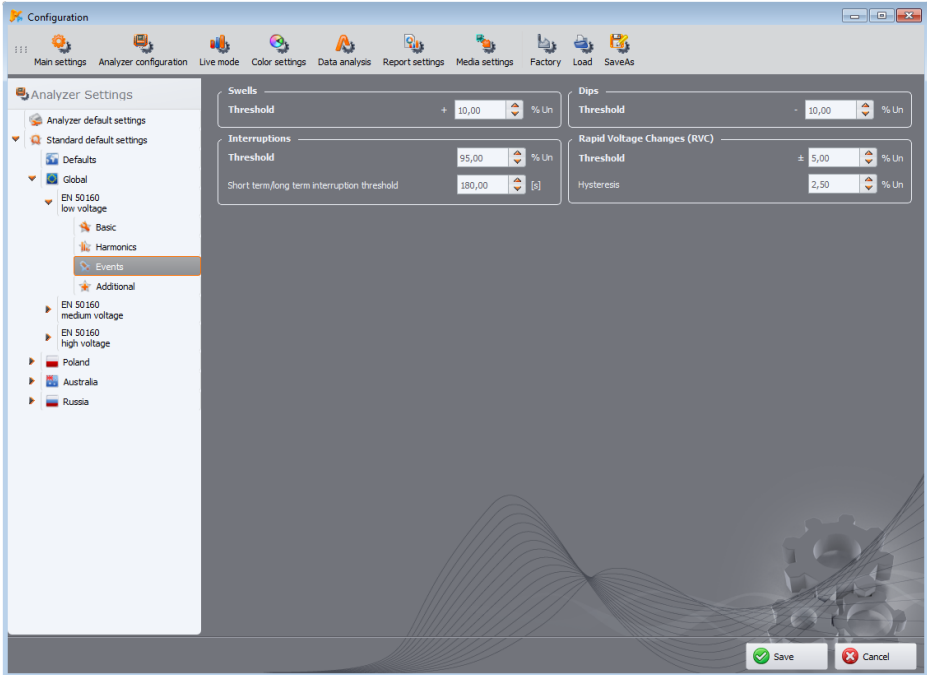 Configuration
Main settings Analyzer configuration Live mode Color settings Data analysis Report settings Media settings Factory Load SaveAs
Analyzer Settings
Analyzer default settings
Standard default settings
Defaults
Global
EN 50160
low voltage
Basic
Harmonics
Events
Additional
EN 50160
medium voltage
EN 50160
high voltage
Poland
Australia
Russia
Swells
Threshold + 10,00 % Un
Dips
Threshold - 10,00 % Un
Interruptions
Threshold 95,00 % Un
Short term/long term interruption threshold 180,00 [s]
Rapid Voltage Changes (RVC)
Threshold ± 5,00 % Un
Hysteresis 2,50 % Un
Save Cancel